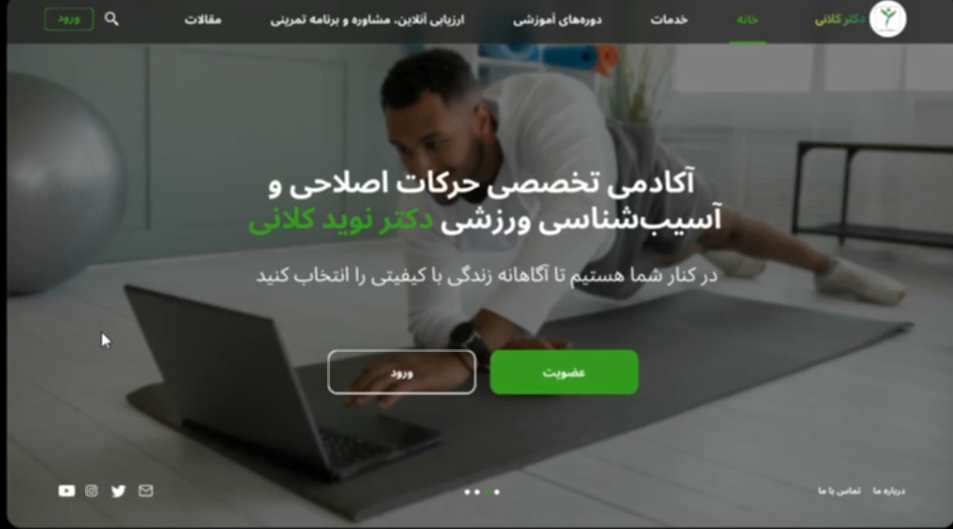 دکتر کلانی
خانه
خدمات
دوره‌های آموزشی
ارزیابی آنلاین، مشاوره و برنامه تمرینی
مقالات
ورود
آکادمی تخصصی حرکات اصلاحی و
آسیب‌شناسی ورزشی دکتر نوید کلانی
در کنار شما هستیم تا آگاهانه زندگی با کیفیتی را انتخاب کنید
عضویت
ورود
درباره ما
تماس با ما